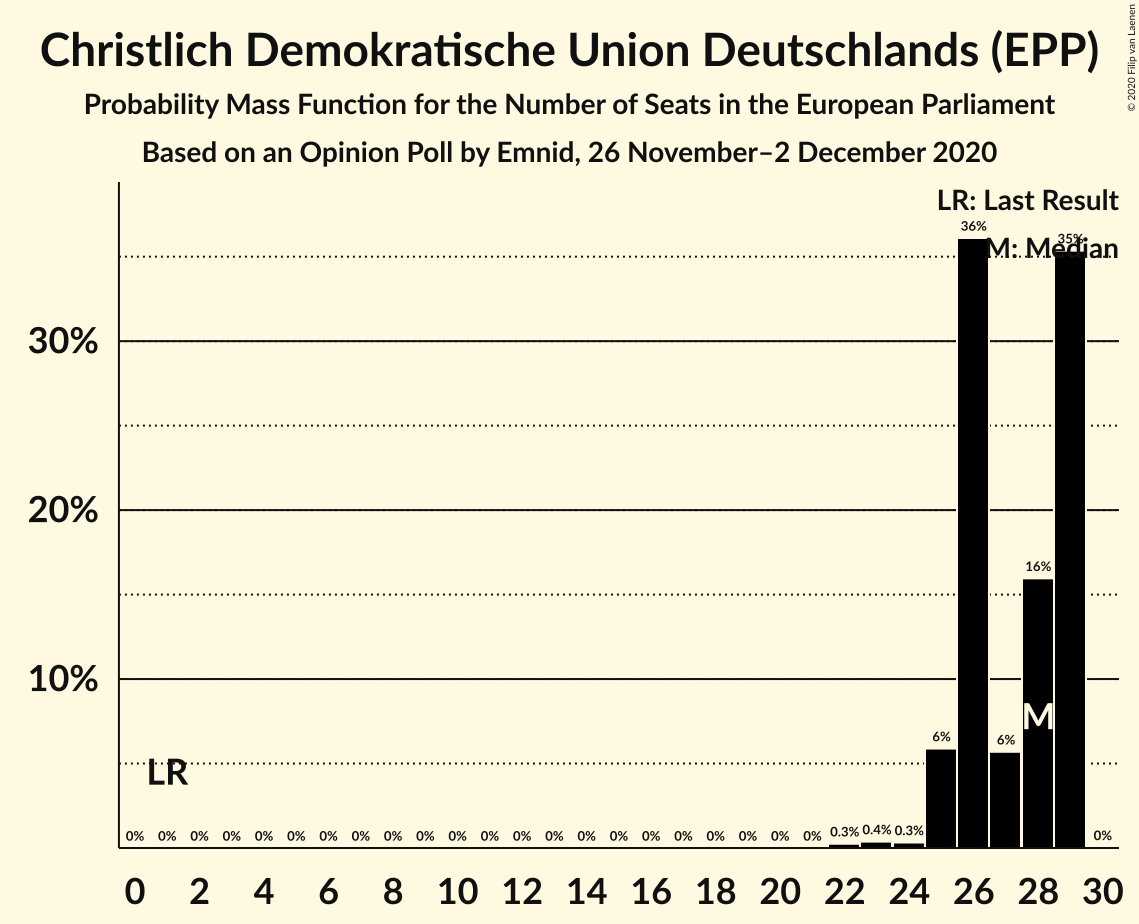 Christlich Demokratische Union Deutschlands (EPP)
Probability Mass Function for the Number of Seats in the European Parliament
Based on an Opinion Poll by Emnid, 26 November–2 December 2020
© 2020 Filip van Laenen
LR: Last Result
M: Median
36%
35%
30%
20%
16%
10%
M
6%
6%
LR
0% 0% 0% 0% 0% 0% 0% 0% 0% 0% 0% 0% 0% 0% 0% 0% 0% 0% 0% 0% 0% 0% 0.3% 0.4% 0.3% 0%
0 2 4 6 8 10 12 14 16 18 20 22 24 26 28 30